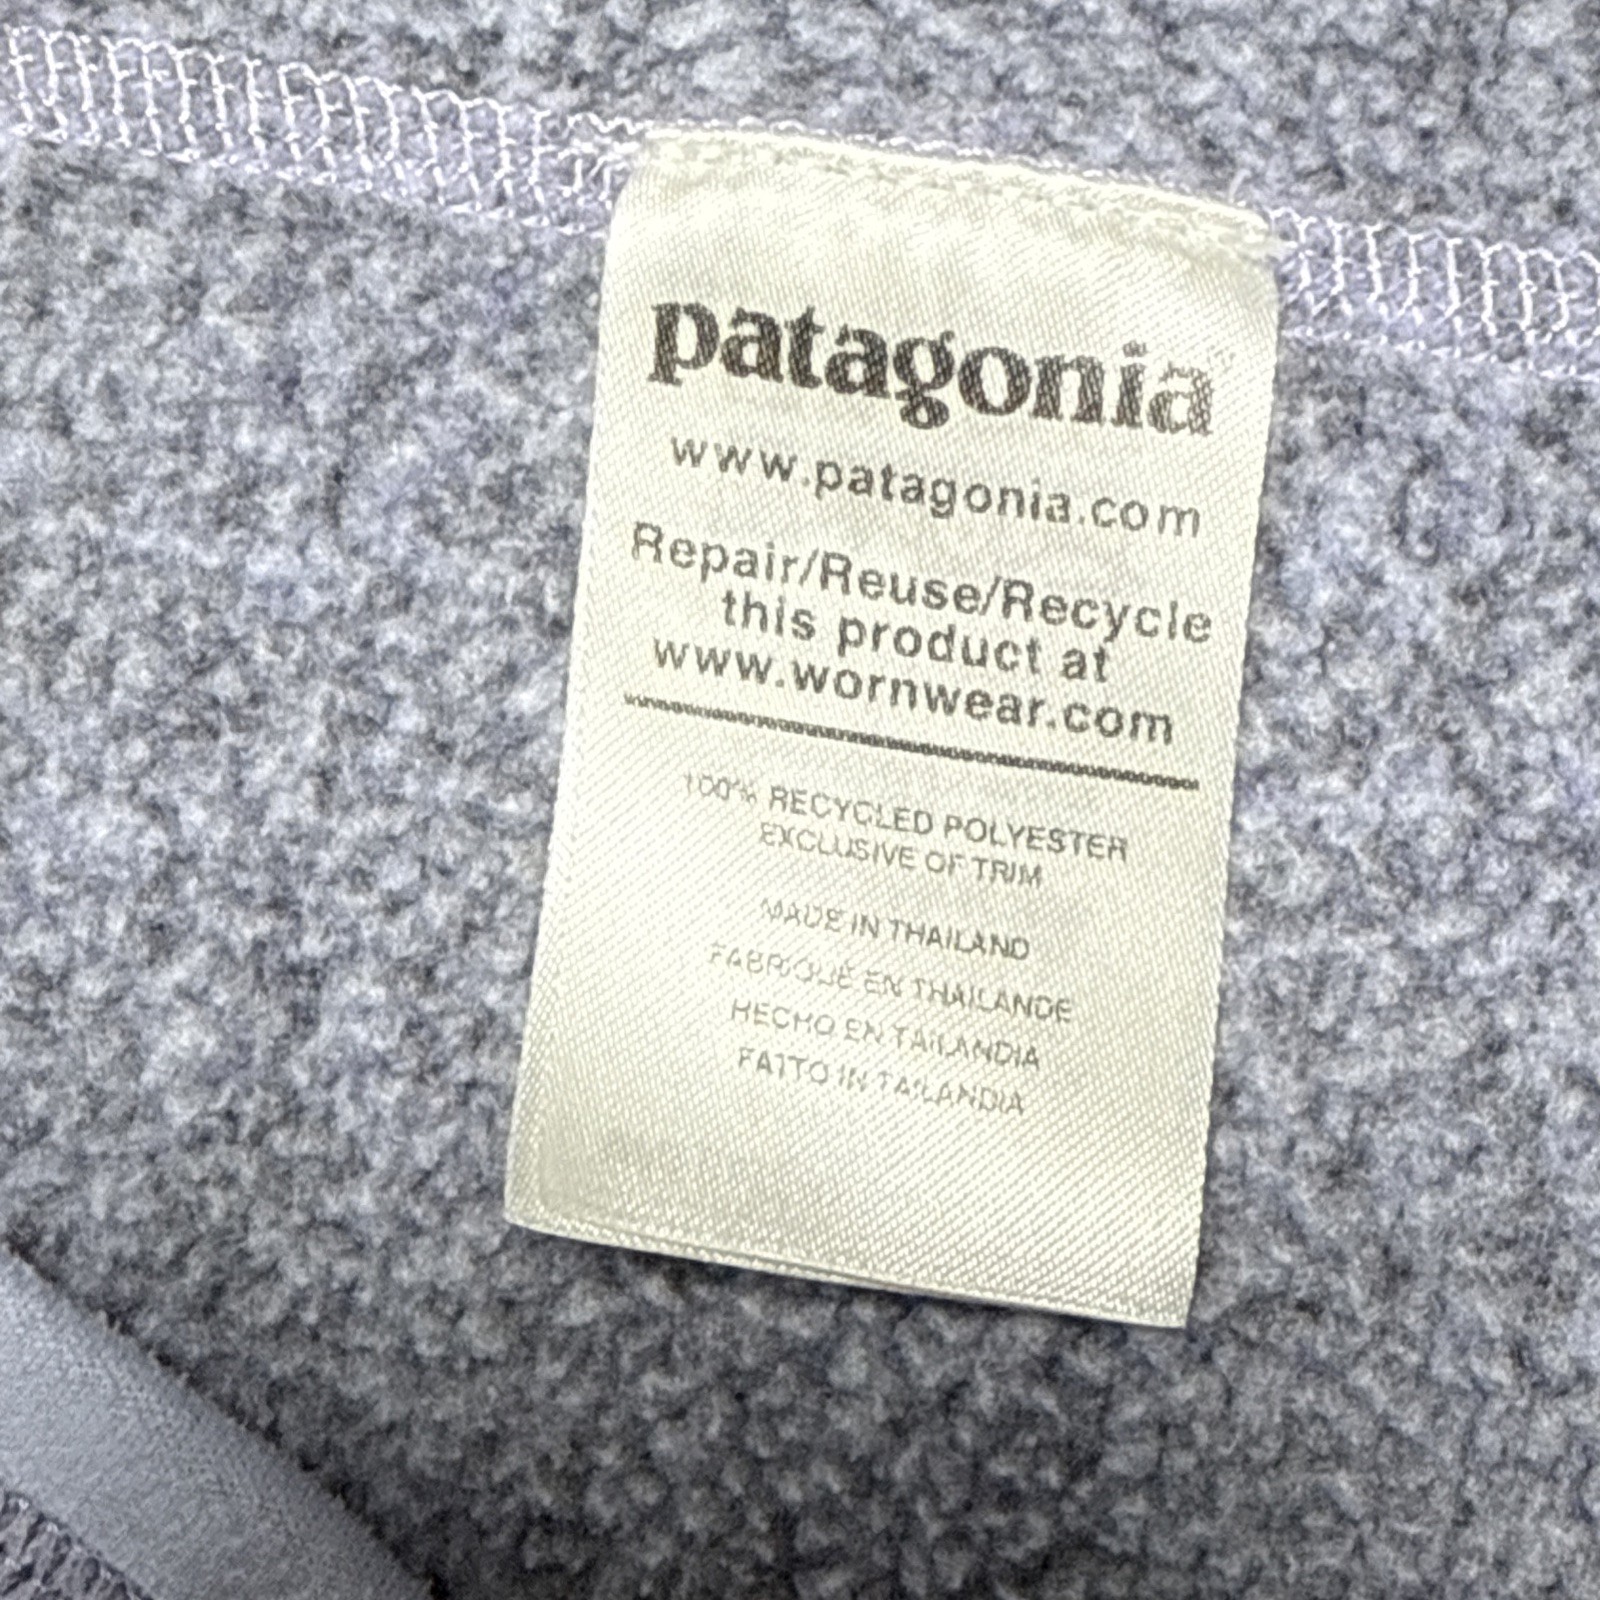 patagonia
www.patagonia.com
Repair/Reuse/Recycle
this product at
www.wornwear.com
100% RECYCLED POLYESTER
EXCLUSIVE OF TRIM
MADE IN THAILAND
FABRIQUÉ EN THAILANDE
HECHO EN TAILANDIA
FATTO IN TAILANDIA